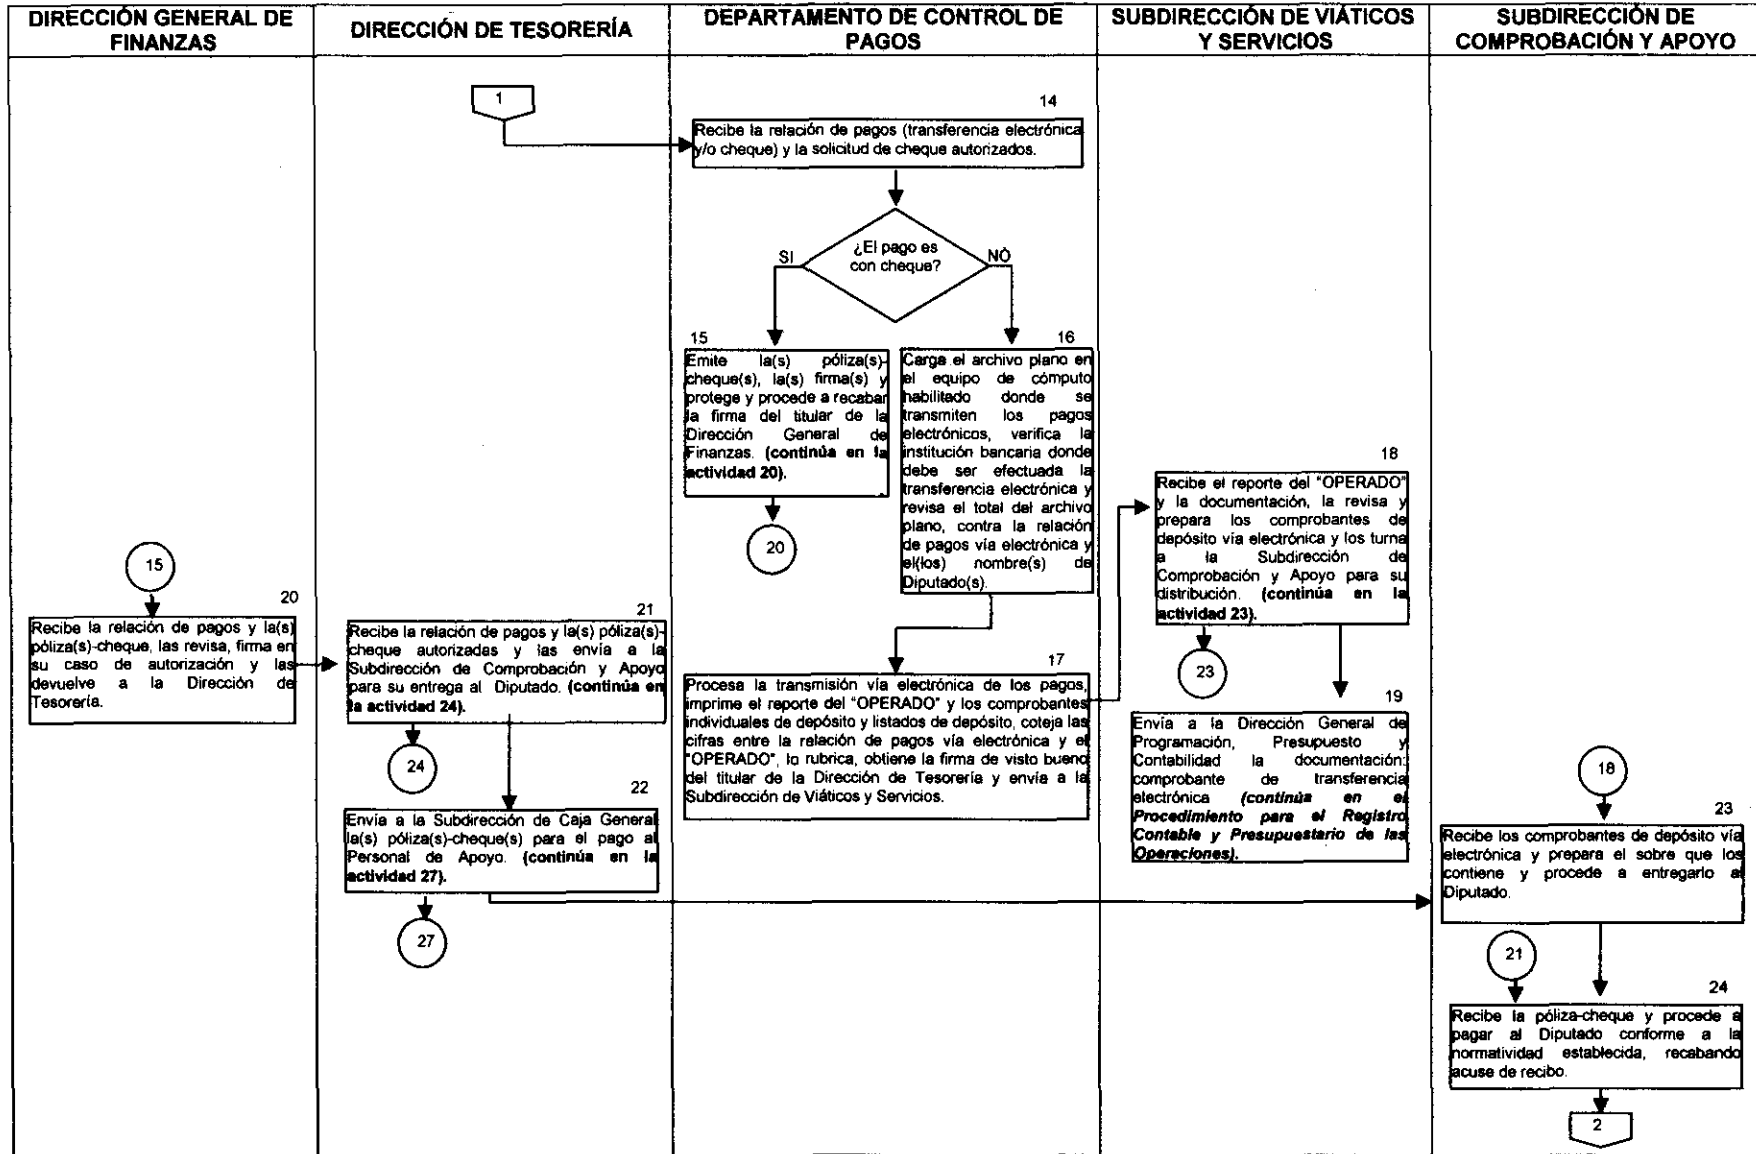 DIRECCIÓN GENERAL DE
FINANZAS
DIRECCIÓN DE TESORERÍA
DEPARTAMENTO DE CONTROL DE
PAGOS
SUBDIRECCIÓN DE VIÁTICOS
Y SERVICIOS
SUBDIRECCIÓN DE
COMPROBACIÓN Y APOYO
1
14
Recibe la relación de pagos (transferencia electrónica
y/o cheque) y la solicitud de cheque autorizados.
¿El pago es
con cheque?
SI
NO
15
Emite la(s) póliza(s)-
cheque(s), la(s) firma(s) y
protege y procede a recabar
la firma del titular de la
Dirección General de
Finanzas. (continúa en la
actividad 20).
20
16
Carga el archivo plano en
el equipo de cómputo
habilitado donde se
transmiten los pagos
electrónicos, verifica la
institución bancaria donde
debe ser efectuada la
transferencia electrónica y
revisa el total del archivo
plano, contra la relación
de pagos vía electrónica y
el(los) nombre(s) de
Diputado(s).
17
Procesa la transmisión vía electrónica de los pagos,
imprime el reporte del "OPERADO" y los comprobantes
individuales de depósito y listados de depósito, coteja las
cifras entre la relación de pagos vía electrónica y el
"OPERADO", lo rubrica, obtiene la firma de visto bueno
del titular de la Dirección de Tesorería y envía a la
Subdirección de Viáticos y Servicios.
18
Recibe el reporte del "OPERADO"
y la documentación, la revisa y
prepara los comprobantes de
depósito vía electrónica y los turna
a la Subdirección de
Comprobación y Apoyo para su
distribución. (continúa en la
actividad 23).
23
19
Envía a la Dirección General de
Programación, Presupuesto y
Contabilidad la documentación:
comprobante de transferencia
electrónica (continúa en el
Procedimiento para el Registro
Contable y Presupuestario de las
Operaciones).
15
20
Recibe la relación de pagos y la(s)
póliza(s)-cheque, las revisa, firma en
su caso de autorización y las
devuelve a la Dirección de
Tesorería.
21
Recibe la relación de pagos y la(s) póliza(s)-
cheque autorizadas y las envía a la
Subdirección de Comprobación y Apoyo
para su entrega al Diputado. (continúa en
la actividad 24).
24
22
Envía a la Subdirección de Caja General
la(s) póliza(s)-cheque(s) para el pago al
Personal de Apoyo. (continúa en la
actividad 27).
27
18
23
Recibe los comprobantes de depósito vía
electrónica y prepara el sobre que los
contiene y procede a entregarlo al
Diputado.
21
24
Recibe la póliza-cheque y procede a
pagar al Diputado conforme a la
normatividad establecida, recabando
acuse de recibo.
2